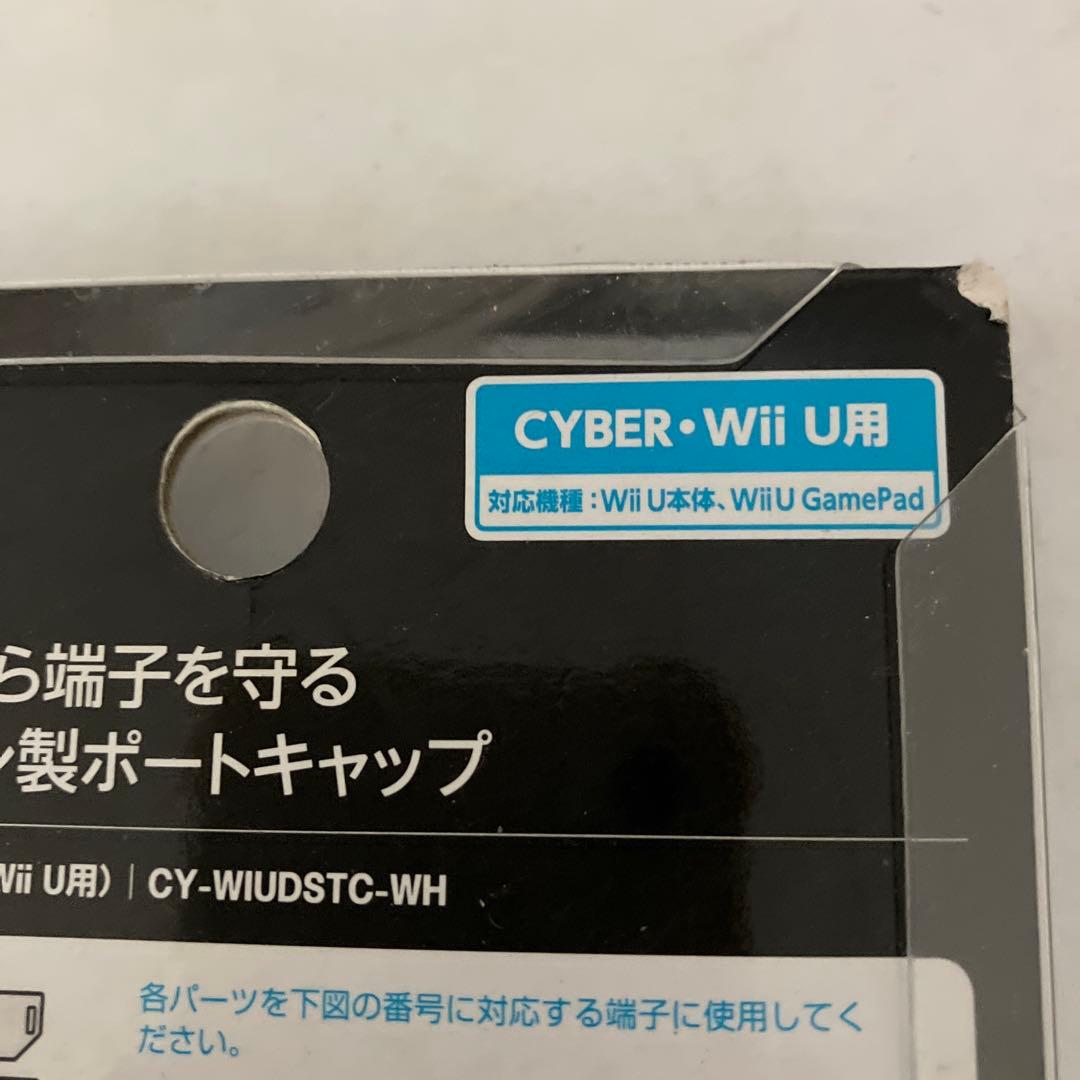 CYBER・Wii U用
対応機種：Wii U本体、Wii U GamePad
ら端子を守る
ン製ポートキャップ
Wii U用）｜CY-WIUDSTC-WH
各パーツを下図の番号に対応する端子に使用してく
ださい。